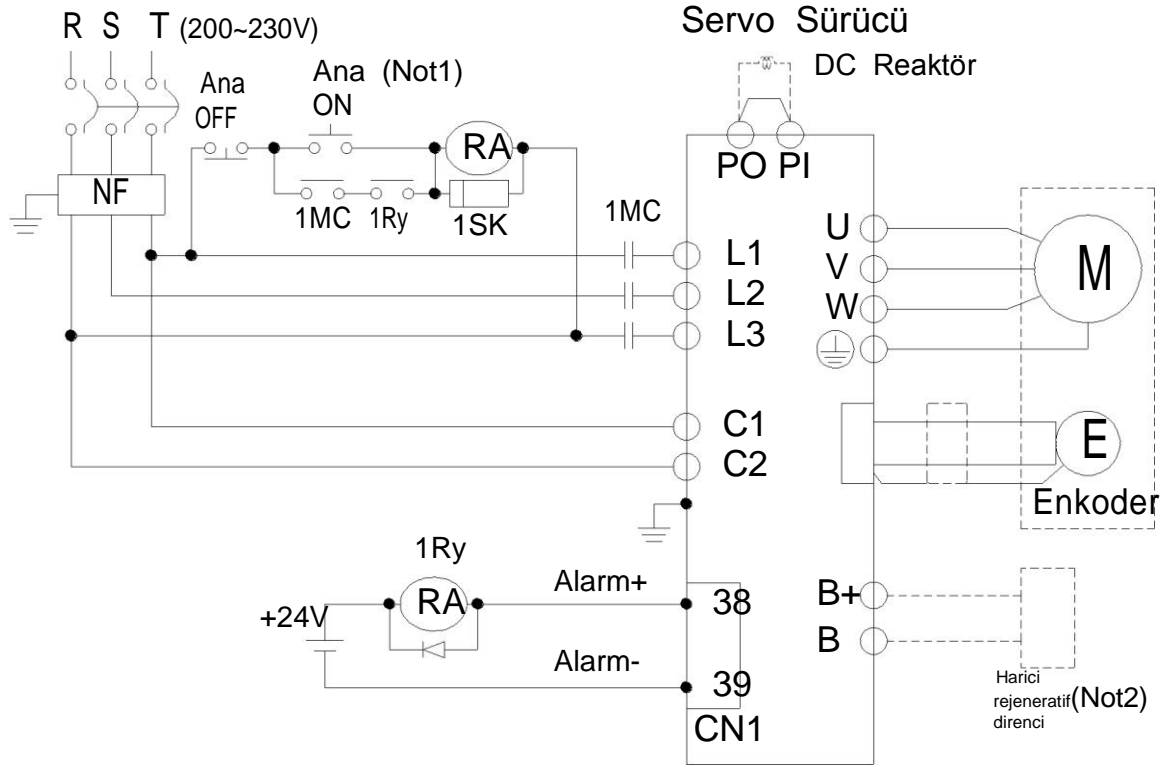 Servo Sürücü
R S T (200~230V)
DC Reaktör
Ana
OFF
Ana (Not1)
ON
RA
PO PI
NF
1MC 1Ry 1SK
1MC
U
L1
V
M
L2
W
L3
C1
E
C2
Enkoder
1Ry
Alarm+
B+
RA
38
+24V
B
Alarm-
39
Harici
rejeneratif(Not2)
direnci
CN1